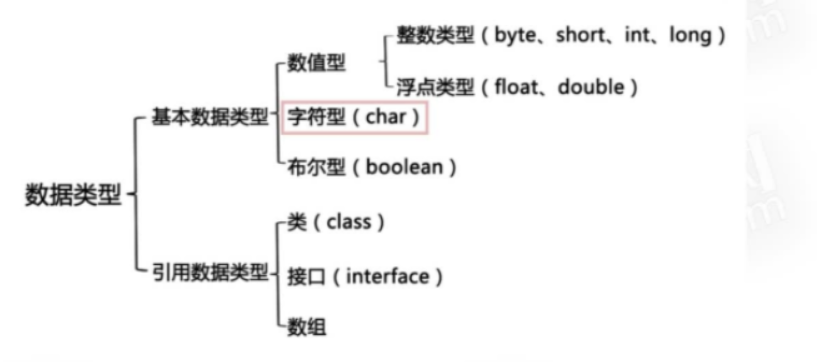 整数类型（byte、short、int、long）
数值型
浮点类型（float、double）
基本数据类型
字符型（char）
布尔型（boolean）
数据类型
类（class）
引用数据类型
接口（interface）
数组